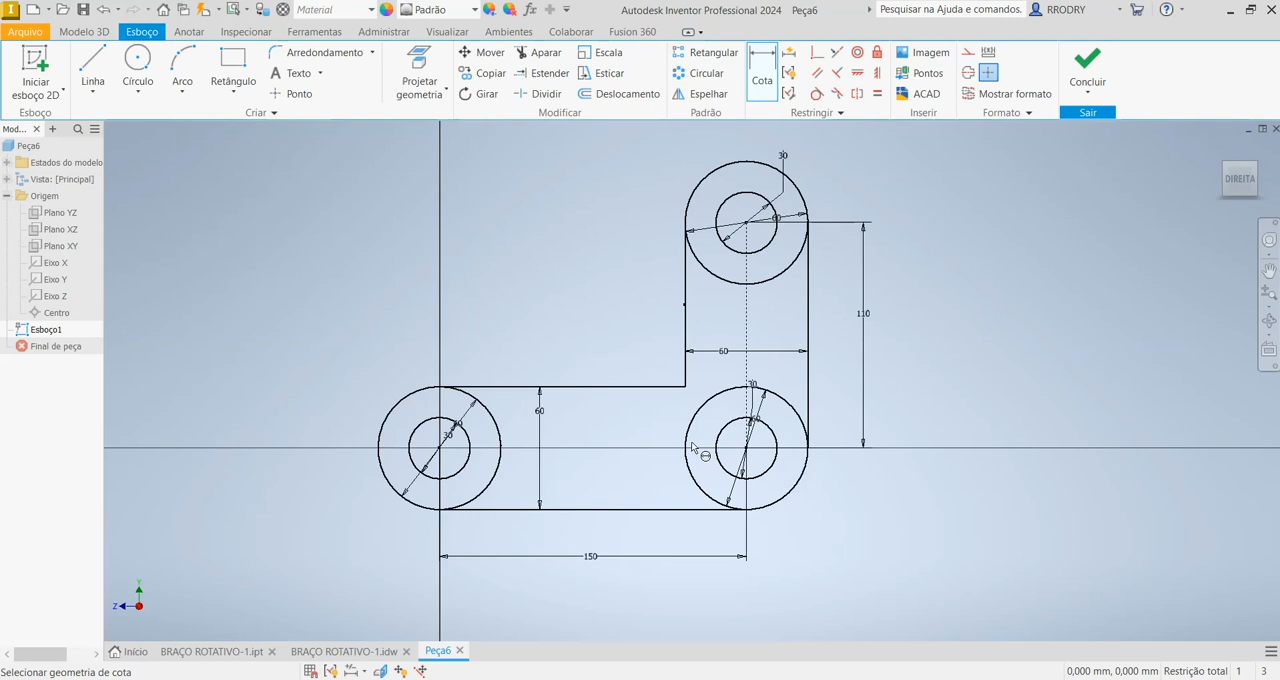 Material
Padrão
Autodesk Inventor Professional 2024 Peça6
Pesquisar na Ajuda e comandos.
RRODRY
Arquivo
Modelo 3D
Esboço
Anotar
Inspecionar
Ferramentas
Administrar
Visualizar
Ambientes
Colaborar
Fusion 360
Iniciar
esboço 2D
Esboço
Linha
Círculo
Arco
Retângulo
Arredondamento
Texto
Ponto
Criar
Projetar
geometria
Mover
Copiar
Girar
Aparar
Estender
Dividir
Escala
Esticar
Deslocamento
Modificar
Retangular
Circular
Espelhar
Padrão
Cota
Restringir
Imagem
Pontos
ACAD
Inserir
Mostrar formato
Formato
Concluir
Sair
Mod...
Peça6
Estados do modelo
Vista: [Principal]
Origem
Plano YZ
Plano XZ
Plano XY
Eixo X
Eixo Y
Eixo Z
Centro
Esboço1
Final de peça
DIREITA
30
60
110
60
30
60
60
30
150
Y
Z
Início
BRAÇO ROTATIVO-1.ipt
BRAÇO ROTATIVO-1.idw
Peça6
Selecionar geometria de cota
0,000 mm, 0,000 mm
Restrição total
1
3